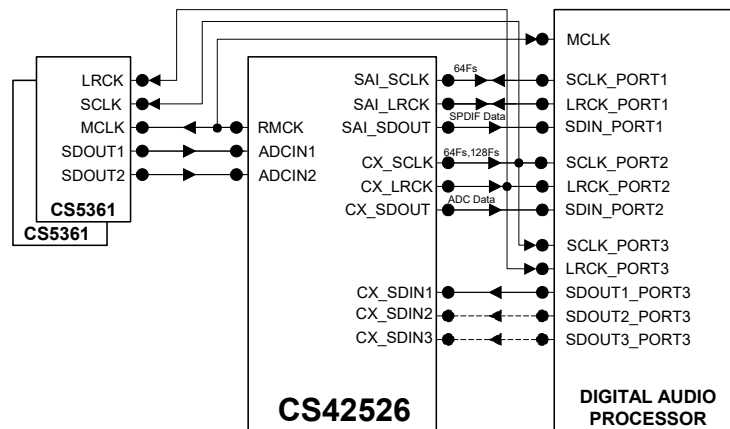 LRCK
SCLK
MCLK
SDOUT1
SDOUT2
CS5361
CS5361
RMCK
ADCIN1
ADCIN2
SAI_SCLK
SAI_LRCK
SAI_SDOUT
CX_SCLK
CX_LRCK
CX_SDOUT
CX_SDIN1
CX_SDIN2
CX_SDIN3
CS42526
64Fs
SPDIF Data
64Fs,128Fs
ADC Data
MCLK
SCLK_PORT1
LRCK_PORT1
SDIN_PORT1
SCLK_PORT2
LRCK_PORT2
SDIN_PORT2
SCLK_PORT3
LRCK_PORT3
SDOUT1_PORT3
SDOUT2_PORT3
SDOUT3_PORT3
DIGITAL AUDIO
PROCESSOR